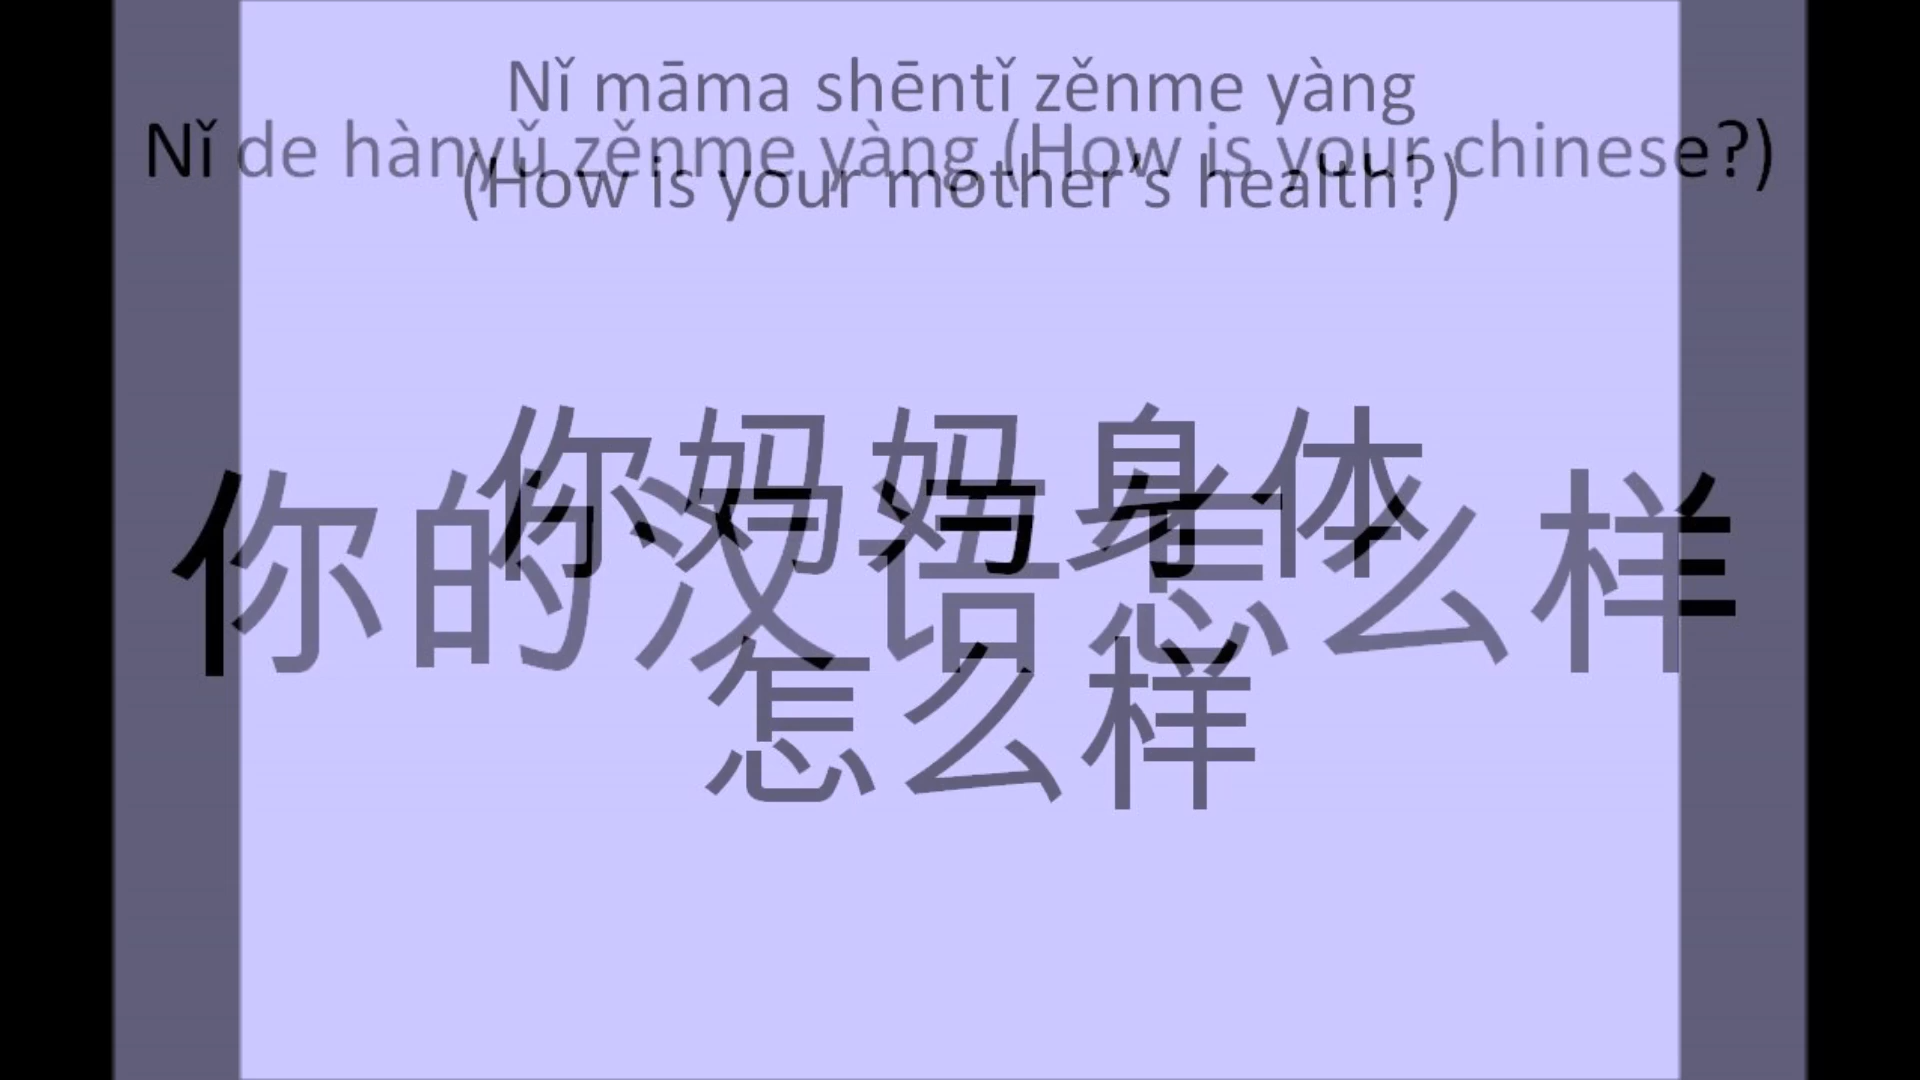 Nǐ māma shēntǐ zěnme yàng
(How is your mother's health?)
Nǐ de hànyǔ zěnme yàng (How is your chinese?)
你妈妈身体
怎么样
你的汉语怎么样